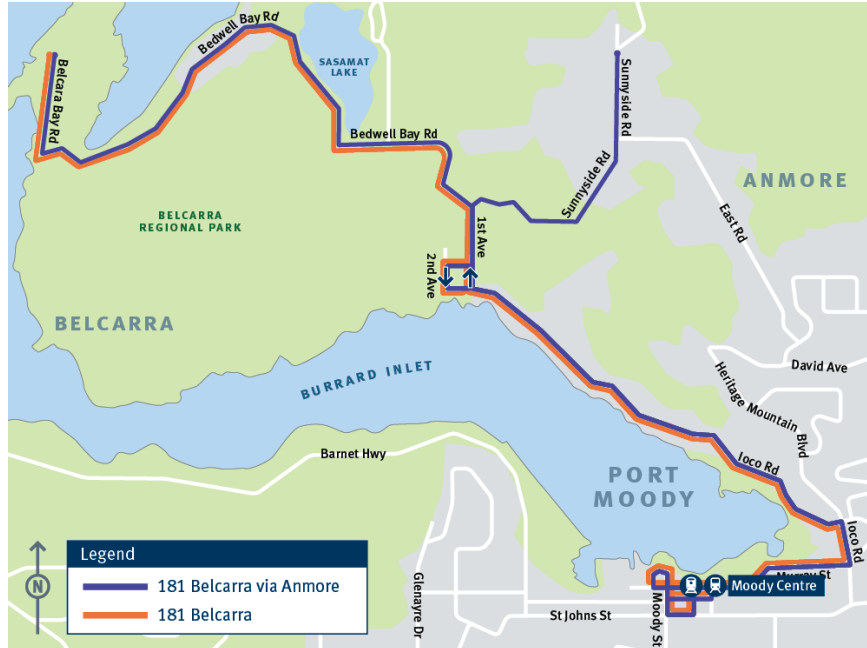 Bedwell Bay Rd
SASAMAT
LAKE
Belcara Bay Rd
Sunnyside Rd
Bedwell Bay Rd
ANMORE
Sunnyside Rd
BELCARRA
REGIONAL PARK
1st Ave
East Rd
2nd Ave
BELCARRA
BURRARD INLET
David Ave
Heritage Mountain
Blvd
Barnet Hwy
Ioco Rd
PORT
MOODY
Ioco Rd
Legend
N
181 Belcarra via Anmore
181 Belcarra
Glenayre Dr
Murray St
Moody Centre
St Johns St
Moody St